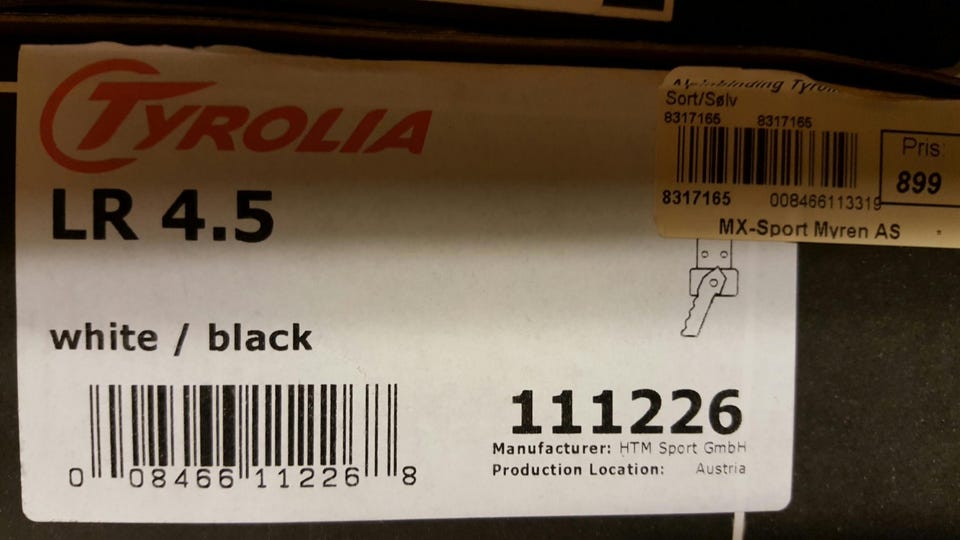 TYROLIA
LR 4.5
white / black
0 08466 11226 8
111226
Manufacturer: HTM Sport GmbH
Production Location: Austria
Sort/Sølv
8317165 8317165
8317165 008466113319
Pris:
899
MX-Sport Myren AS